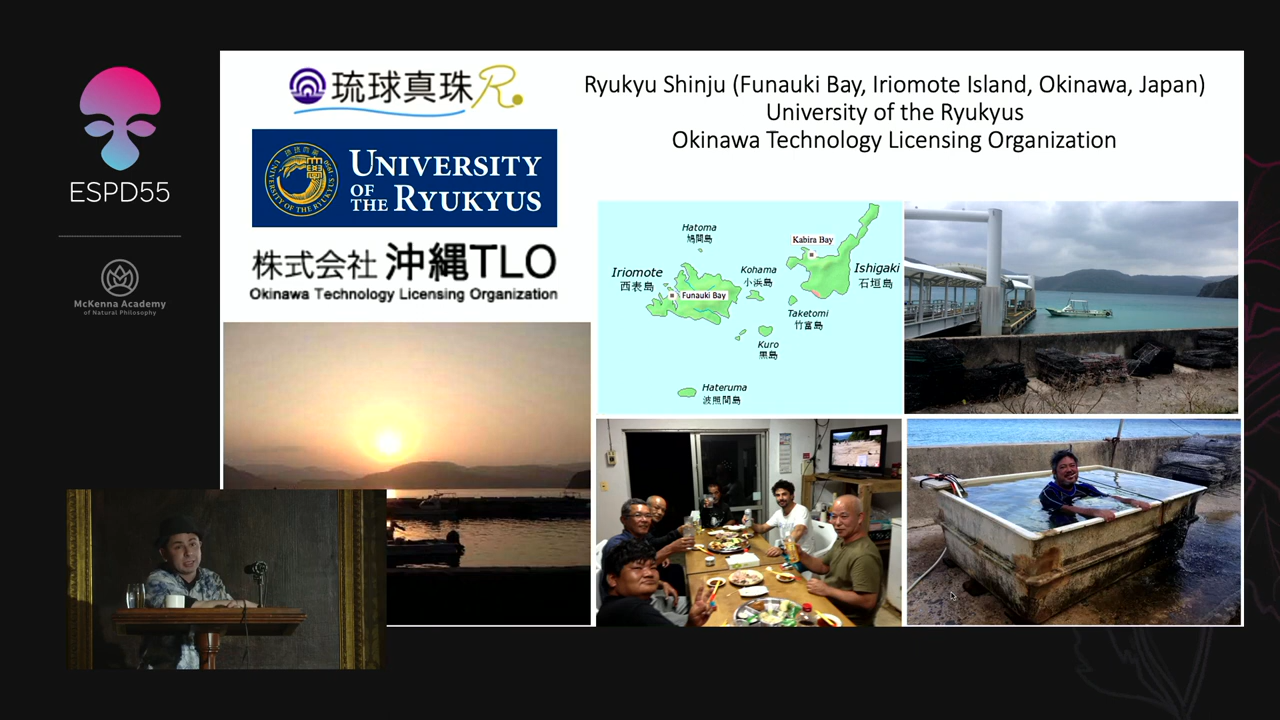 ESPD55
McKenna Academy
of Natural Philosophy
琉球真珠R.
UNIVERSITY
OF THE RYUKYUS
株式会社 沖縄TLO
Okinawa Technology Licensing Organization
Ryukyu Shinju (Funauki Bay, Iriomote Island, Okinawa, Japan)
University of the Ryukyus
Okinawa Technology Licensing Organization
Hatoma
鳩間島
Kabira Bay
Iriomote
西表島
Funauki Bay
Kohama
小浜島
Ishigaki
石垣島
Taketomi
竹富島
Kuro
黒島
Hateruma
波照間島